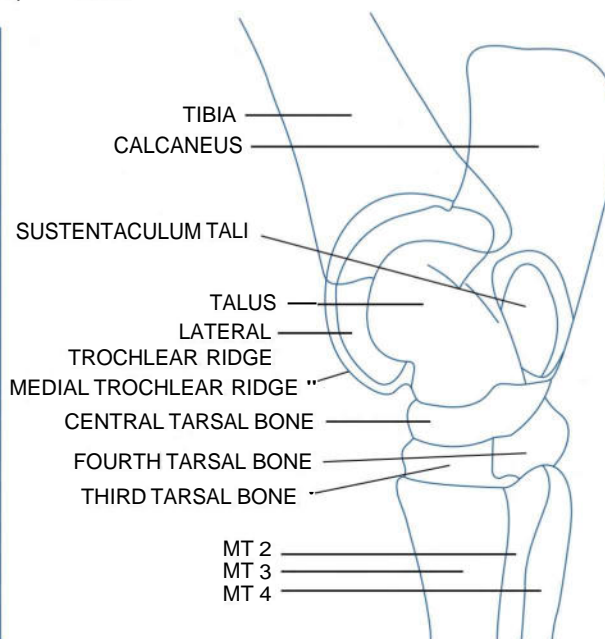 TIBIA
CALCANEUS
SUSTENTACULUM TALI
TALUS
LATERAL
TROCHLEAR RIDGE
MEDIAL TROCHLEAR RIDGE "
CENTRAL TARSAL BONE
FOURTH TARSAL BONE
THIRD TARSAL BONE
MT 2
MT 3
MT 4